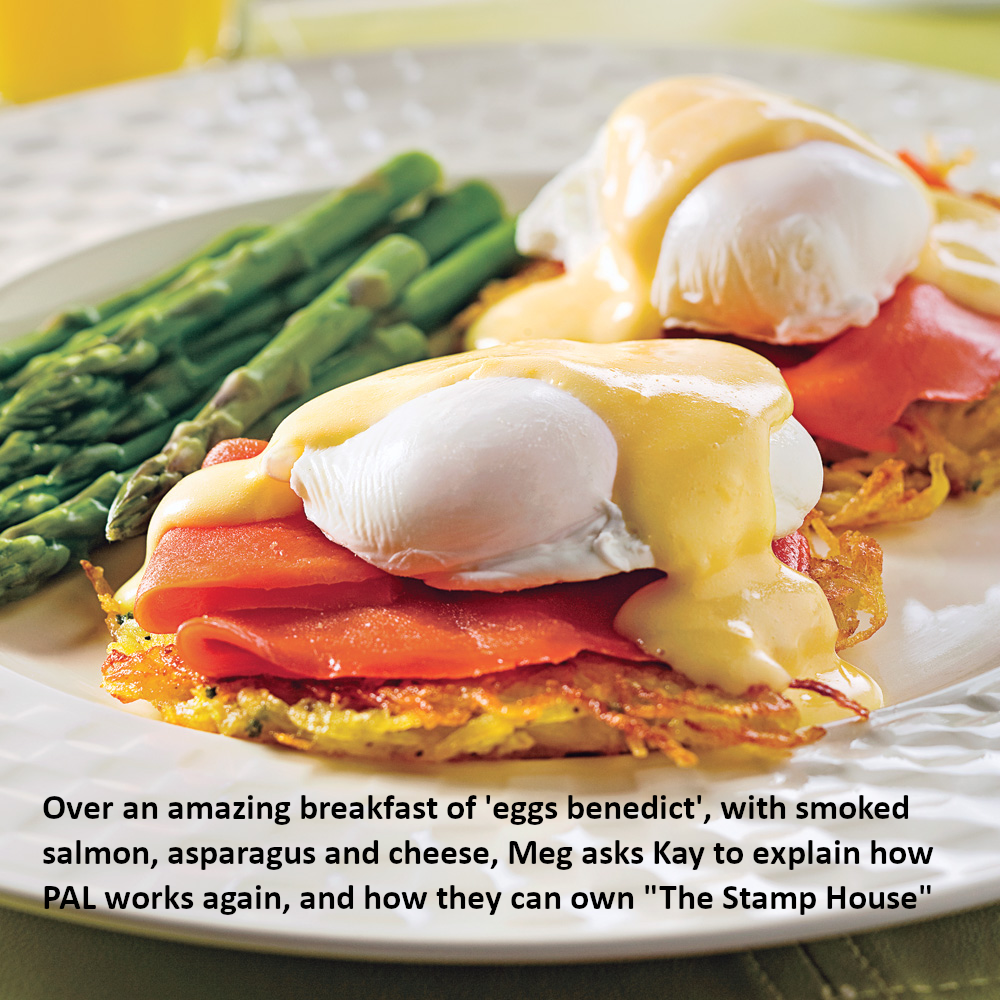 Over an amazing breakfast of 'eggs benedict', with smoked
salmon, asparagus and cheese, Meg asks Kay to explain how
PAL works again, and how they can own "The Stamp House"